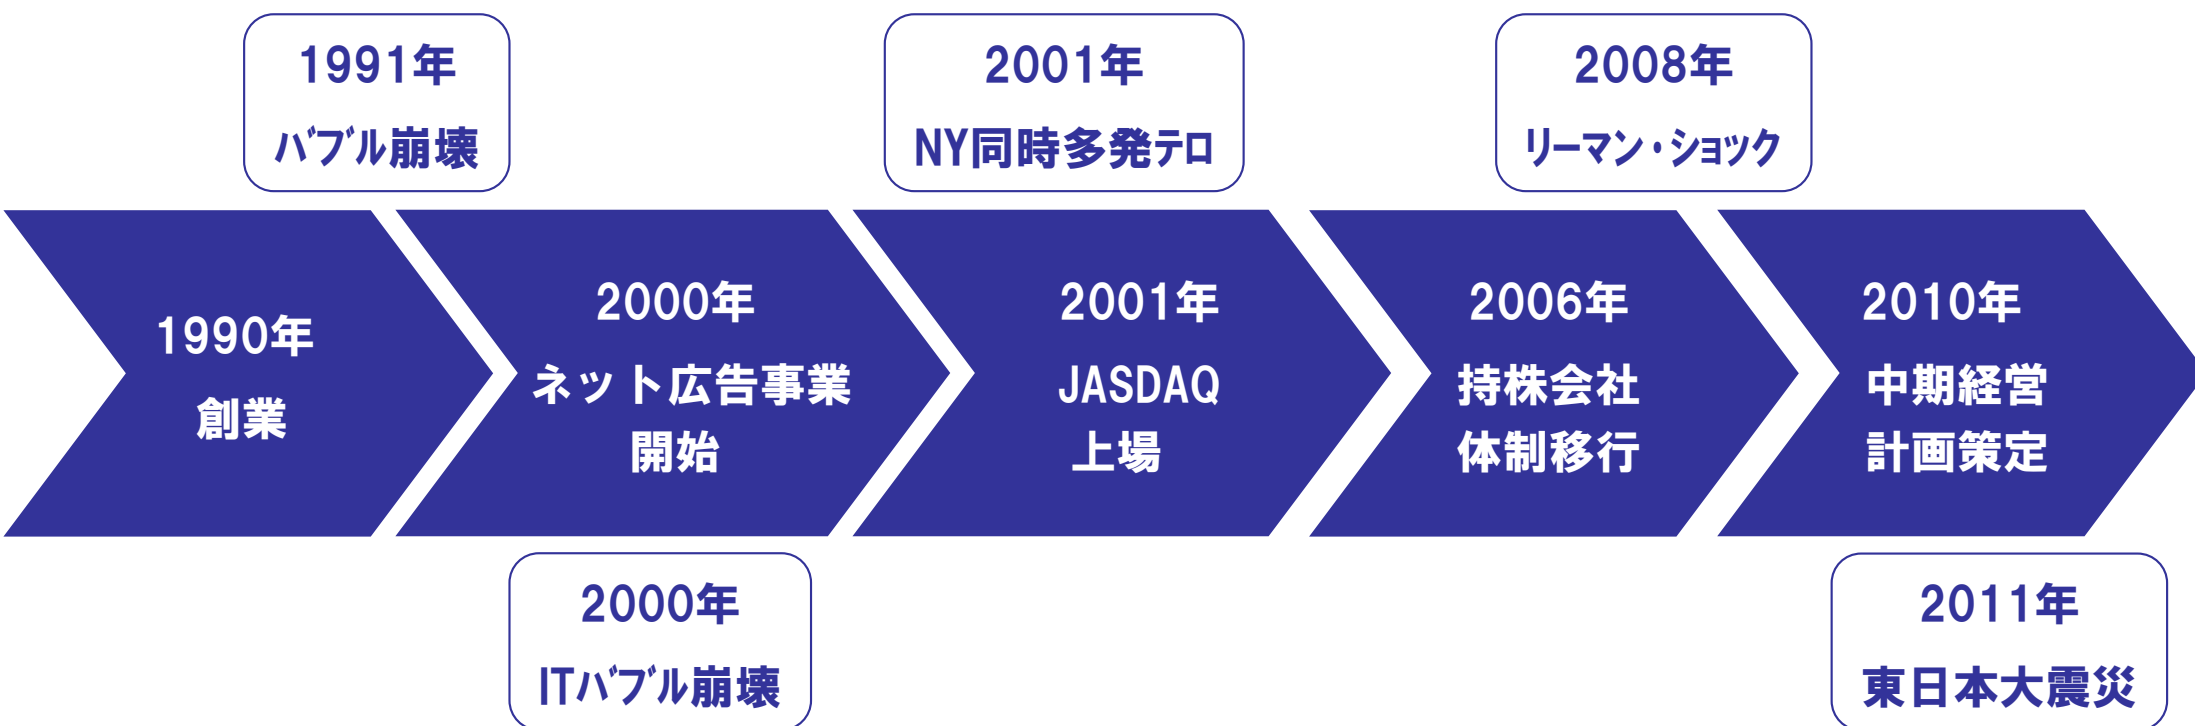 1991年
バブル崩壊
2001年
NY同時多発テロ
2008年
リーマン・ショック
1990年
創業
2000年
ネット広告事業
開始
2001年
JASDAQ
上場
2006年
持株会社
体制移行
2010年
中期経営
計画策定
2000年
ITバブル崩壊
2011年
東日本大震災